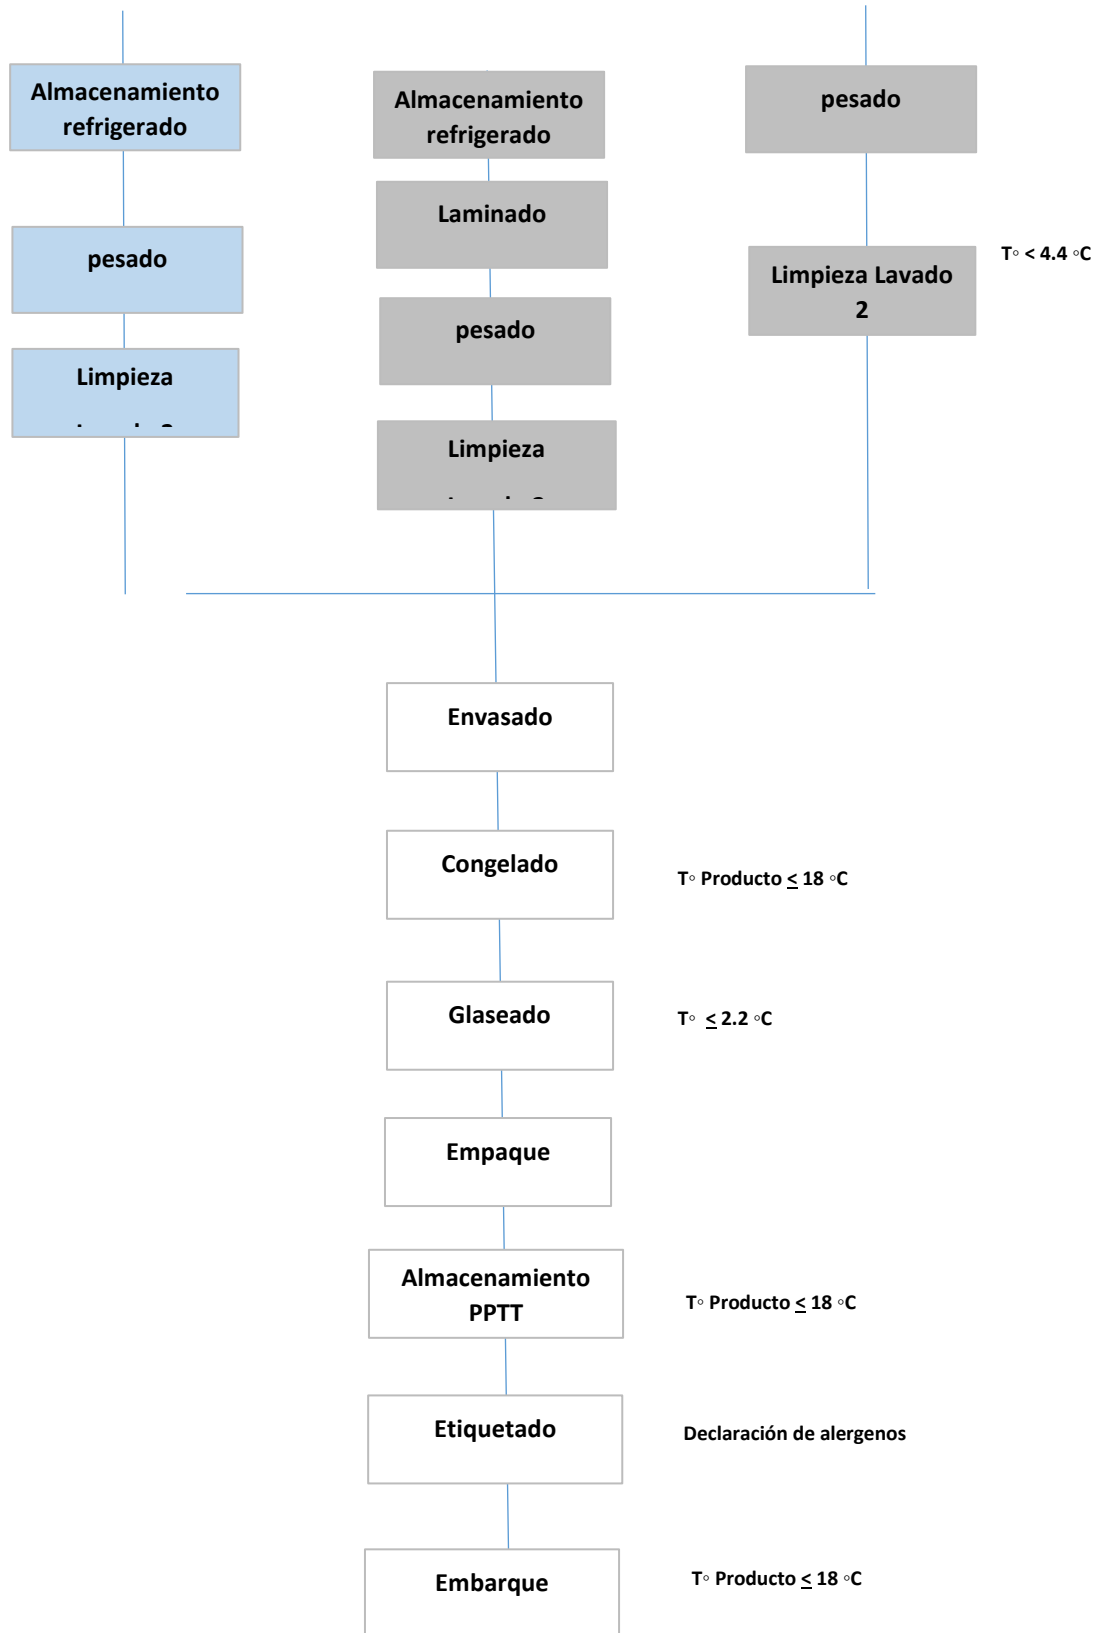 Almacenamiento
refrigerado
pesado
Limpieza
Almacenamiento
refrigerado
Laminado
pesado
Limpieza
pesado
Limpieza Lavado
2
T◦ < 4.4 ◦C
Envasado
Congelado
T◦ Producto < 18 ◦C
Glaseado
T◦ < 2.2 ◦C
Empaque
Almacenamiento
PPTT
T◦ Producto < 18 ◦C
Etiquetado
Declaración de alergenos
Embarque
T◦ Producto < 18 ◦C